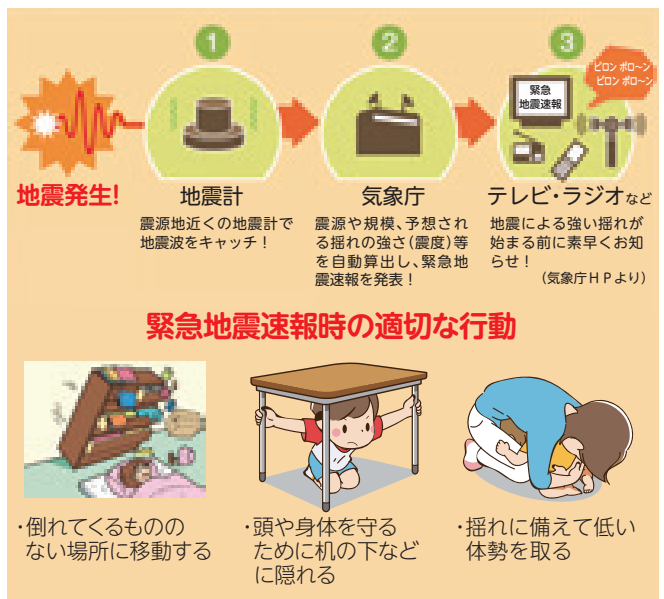 1
2
3
ピロン ポロ〜ン
ピロン ポロ〜ン
緊急
地震速報
地震発生!
地震計
気象庁
テレビ・ラジオなど
震源地近くの地震計で
地震波をキャッチ！
震源や規模、予想され
る揺れの強さ（震度）等
を自動算出し、緊急地
震速報を発表！
地震による強い揺れが
始まる前に素早くお知
らせ！
（気象庁ＨＰより）
緊急地震速報時の適切な行動
・倒れてくるものの
ない場所に移動する
・頭や身体を守る
ために机の下など
に隠れる
・揺れに備えて低い
体勢を取る